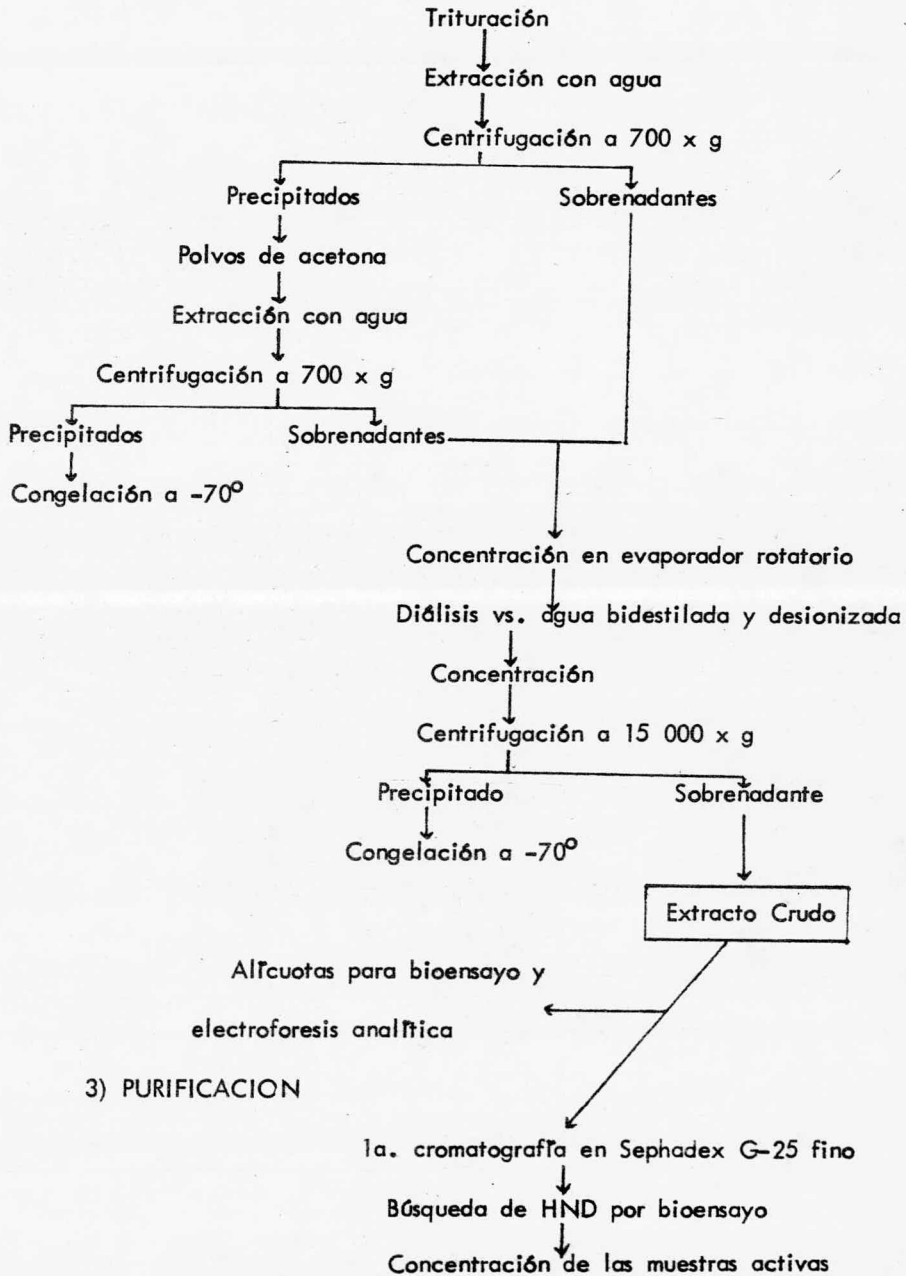 Trituración
Extracción con agua
Centrifugación a 700 x g
Precipitados
Sobrenadantes
Polvos de acetona
Extracción con agua
Centrifugación a 700 x g
Precipitados
Sobrenadantes
Congelación a -70º
Concentración en evaporador rotatorio
Diálisis vs. agua bidestilada y desionizada
Concentración
Centrifugación a 15 000 x g
Precipitado
Sobrenadante
Congelación a -70º
Extracto Crudo
Alícuotas para bioensayo y
electroforesis analítica
3) PURIFICACION
1a. cromatografía en Sephadex G-25 fino
Búsqueda de HND por bioensayo
Concentración de las muestras activas